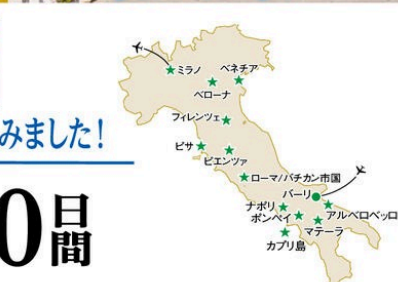 みました!
0日間
ミラノ
ベネチア
ベローナ
フィレンツェ
ピサ
ピエンツァ
ローマ/バチカン市国
バーリ
ナポリ
アルベロベッロ
ポンペイ
マテーラ
カプリ島